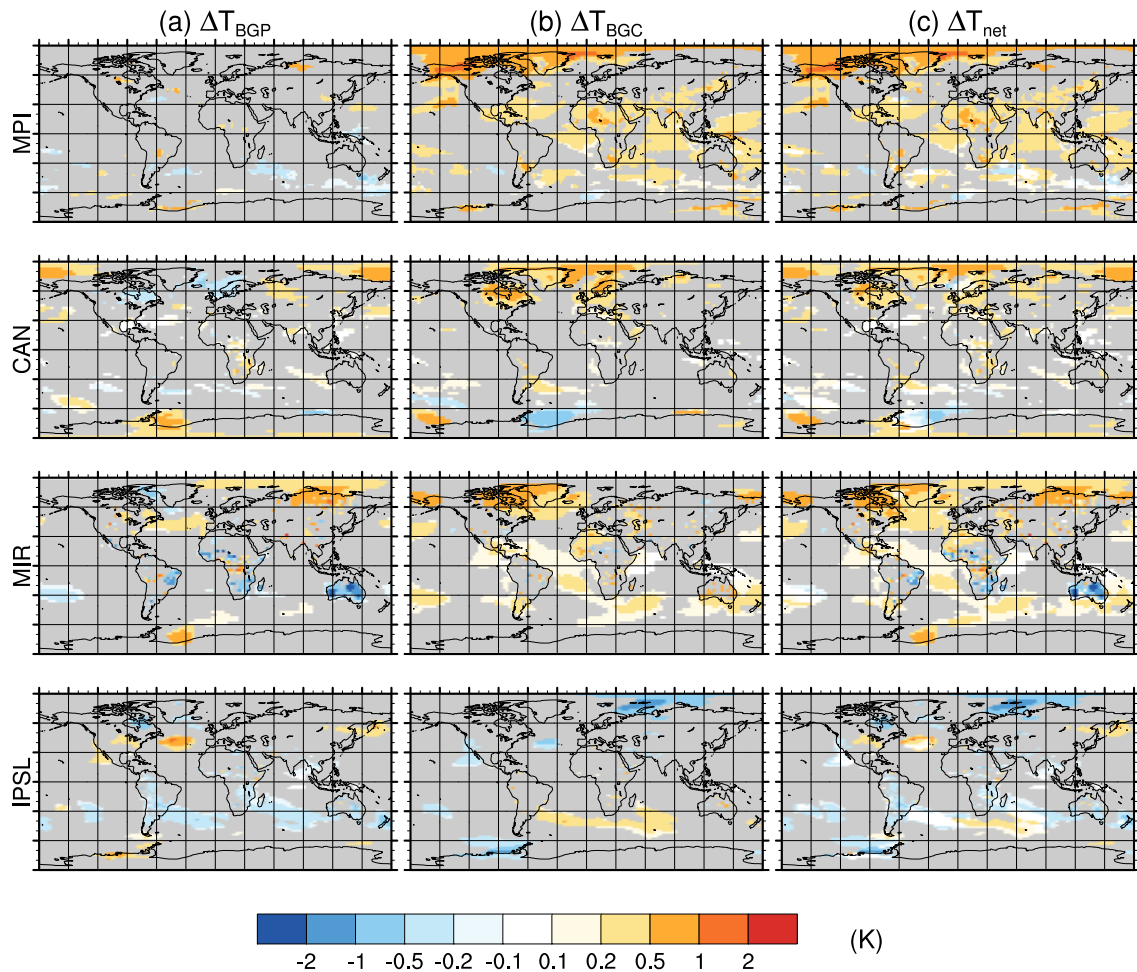 (a) ΔT_BGP (b) ΔT_BGC (c) ΔT_net
MPI
CAN
MIR
IPSL
-2 -1 -0.5 -0.2 -0.1 0.1 0.2 0.5 1 2 (K)